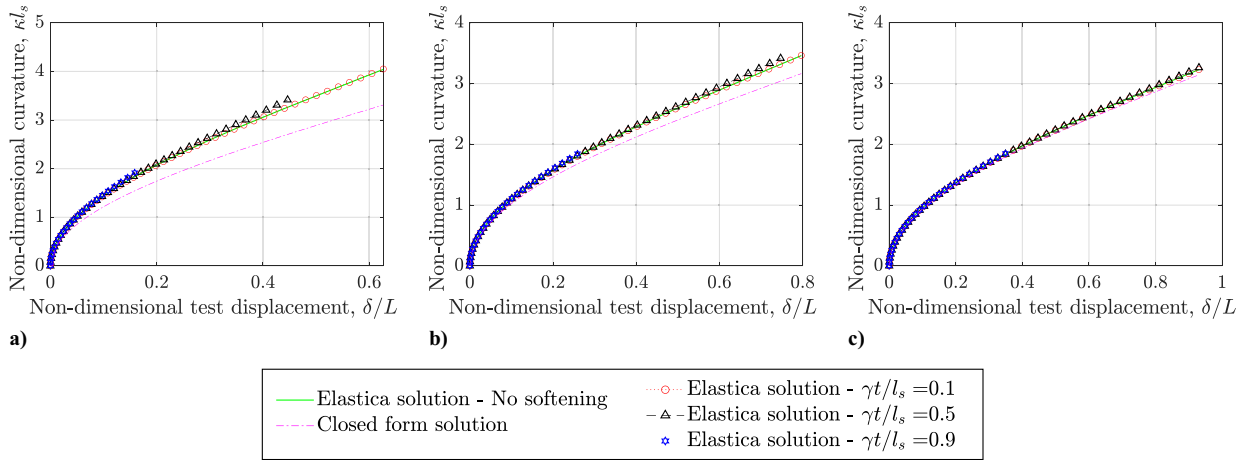 Non-dimensional curvature, κl_s
5
4
3
2
1
0
0
0.2
0.4
0.6
Non-dimensional test displacement, δ/L
a)
Non-dimensional curvature, κl_s
4
3
2
1
0
0
0.2
0.4
0.6
0.8
Non-dimensional test displacement, δ/L
b)
Non-dimensional curvature, κl_s
4
3
2
1
0
0
0.2
0.4
0.6
0.8
1
Non-dimensional test displacement, δ/L
c)
Elastica solution - No softening
Closed form solution
Elastica solution - γt/l_s =0.1
Elastica solution - γt/l_s =0.5
Elastica solution - γt/l_s =0.9